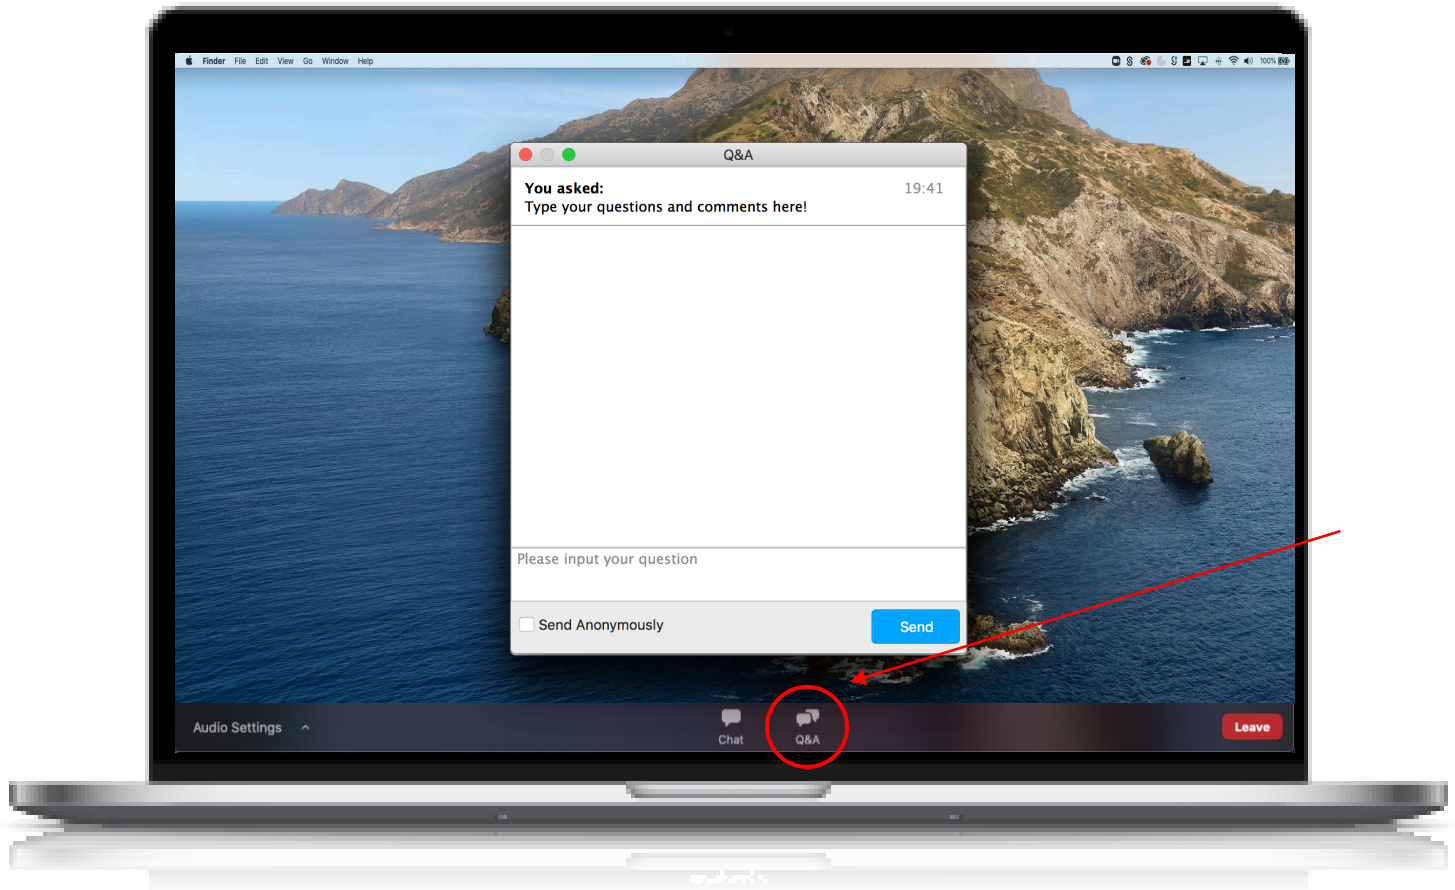 Finder File Edit View Go Window Help
100%
Q&A
You asked: 19:41
Type your questions and comments here!
Please input your question
Send Anonymously
Send
Audio Settings
Chat
Q&A
Leave